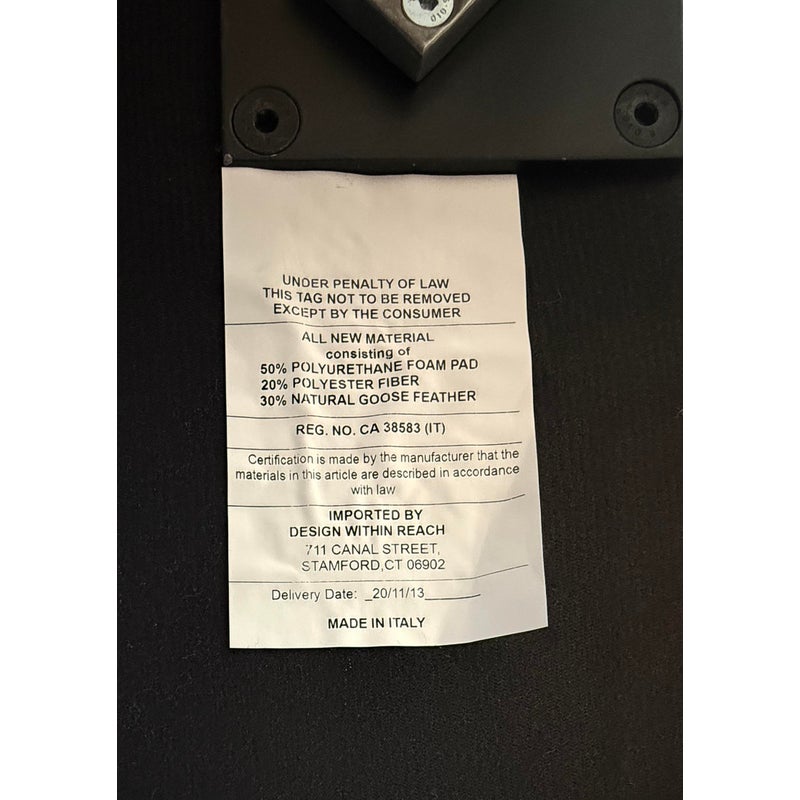 UNDER PENALTY OF LAW
THIS TAG NOT TO BE REMOVED
EXCEPT BY THE CONSUMER
ALL NEW MATERIAL
consisting of
50% POLYURETHANE FOAM PAD
20% POLYESTER FIBER
30% NATURAL GOOSE FEATHER
REG. NO. CA 38583 (IT)
Certification is made by the manufacturer that the
materials in this article are described in accordance
with law
IMPORTED BY
DESIGN WITHIN REACH
711 CANAL STREET,
STAMFORD,CT 06902
Delivery Date: _20/11/13______
MADE IN ITALY